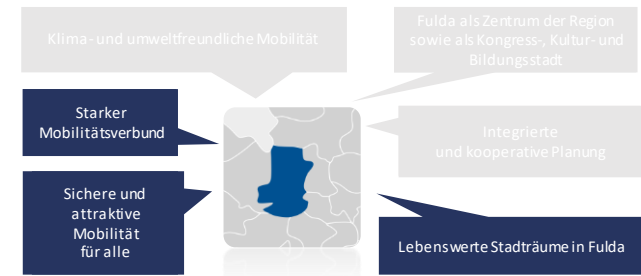 Klima- und umweltfreundliche Mobilität
Fulda als Zentrum der Region
sowie als Kongress-, Kultur- und
Bildungsstadt
Starker
Mobilitätsverbund
Integrierte
und kooperative Planung
Sichere und
attraktive
Mobilität
für alle
Lebenswerte Stadträume in Fulda